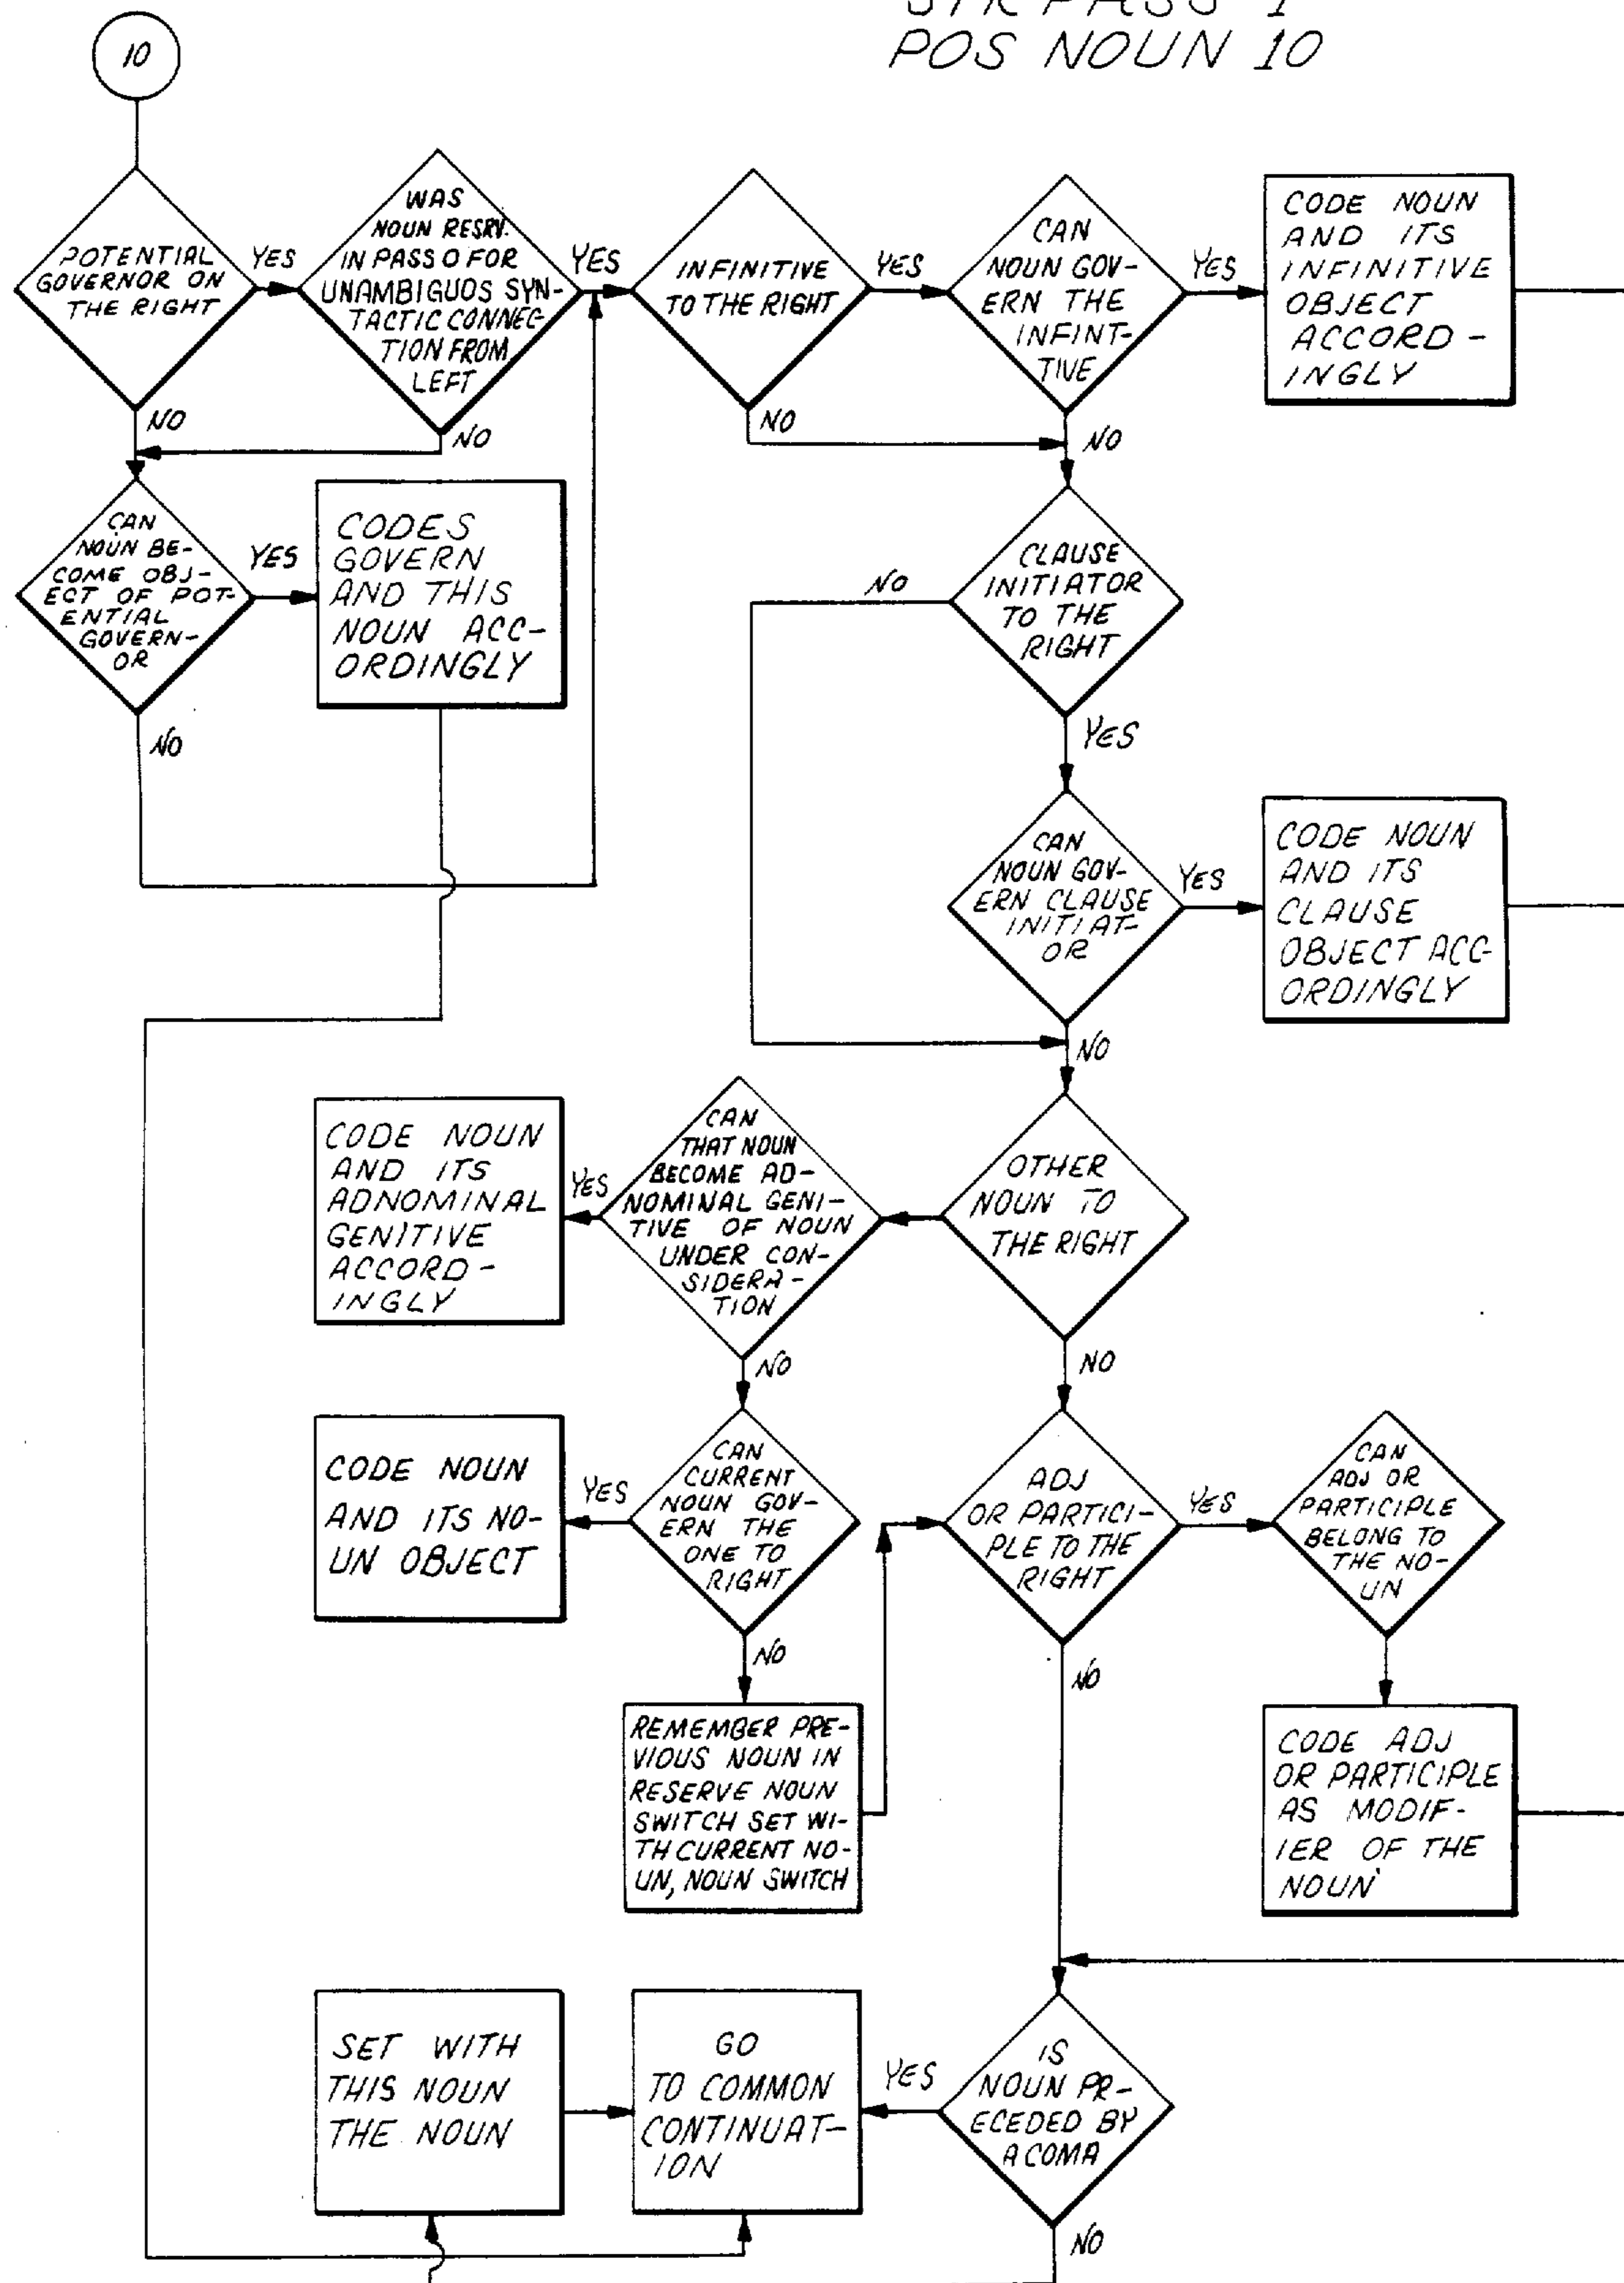 POS NOUN 10
10
POTENTIAL
GOVERNOR ON
THE RIGHT
YES
NO
WAS
NOUN RESRV.
IN PASS 0 FOR
UNAMBIGUOS SYN-
TACTIC CONNEC-
TION FROM
LEFT
YES
NO
INFINITIVE
TO THE RIGHT
YES
NO
CAN
NOUN GOV-
ERN THE
INFINT-
TIVE
YES
NO
CODE NOUN
AND ITS
INFINITIVE
OBJECT
ACCORD-
INGLY
CAN
NOUN BE-
COME OBJ-
ECT OF POT-
ENTIAL
GOVERN-
OR
YES
NO
CODES
GOVERN
AND THIS
NOUN ACC-
ORDINGLY
CLAUSE
INITIATOR
TO THE
RIGHT
NO
YES
CAN
NOUN GOV-
ERN CLAUSE
INITIAT-
OR
YES
NO
CODE NOUN
AND ITS
CLAUSE
OBJECT ACC-
ORDINGLY
OTHER
NOUN TO
THE RIGHT
NO
CAN
THAT NOUN
BECOME AD-
NOMINAL GENI-
TIVE OF NOUN
UNDER CON-
SIDERA-
TION
YES
NO
CODE NOUN
AND ITS
ADNOMINAL
GENITIVE
ACCORD-
INGLY
CAN
CURRENT
NOUN GOV-
ERN THE
ONE TO
RIGHT
YES
NO
CODE NOUN
AND ITS NO-
UN OBJECT
REMEMBER PRE-
VIOUS NOUN IN
RESERVE NOUN
SWITCH SET WI-
TH CURRENT NO-
UN, NOUN SWITCH
ADJ
OR PARTICI-
PLE TO THE
RIGHT
YES
NO
CAN
ADJ OR
PARTICIPLE
BELONG TO
THE NO-
UN
CODE ADJ
OR PARTICIPLE
AS MODIF-
IER OF THE
NOUN
IS
NOUN PR-
ECEDED BY
A COMA
YES
NO
GO
TO COMMON
CONTINUAT-
ION
SET WITH
THIS NOUN
THE NOUN